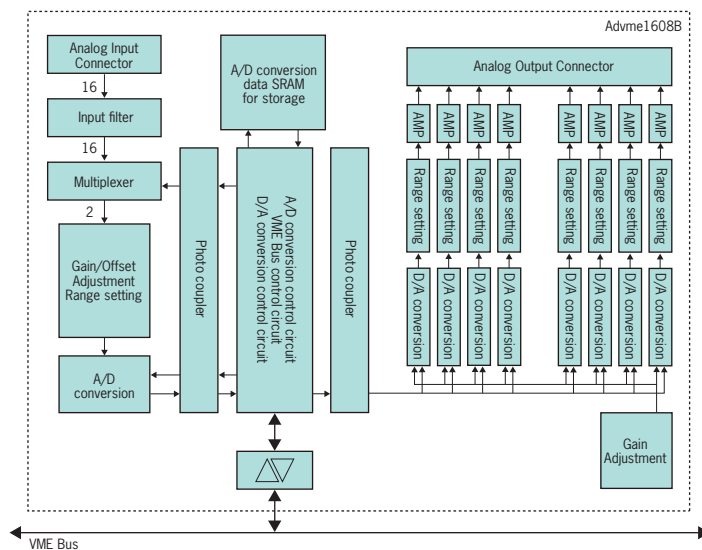 Advme1608B
Analog Input
Connector
16
Input filter
16
Multiplexer
2
Gain/Offset
Adjustment
Range setting
A/D
conversion
Photo coupler
A/D conversion
data SRAM
for storage
A/D conversion control circuit
VME Bus control circuit
D/A conversion control circuit
Photo coupler
Analog Output Connector
AMP
AMP
AMP
AMP
AMP
AMP
AMP
AMP
Range setting
Range setting
Range setting
Range setting
Range setting
Range setting
Range setting
Range setting
D/A conversion
D/A conversion
D/A conversion
D/A conversion
D/A conversion
D/A conversion
D/A conversion
D/A conversion
Gain
Adjustment
VME Bus